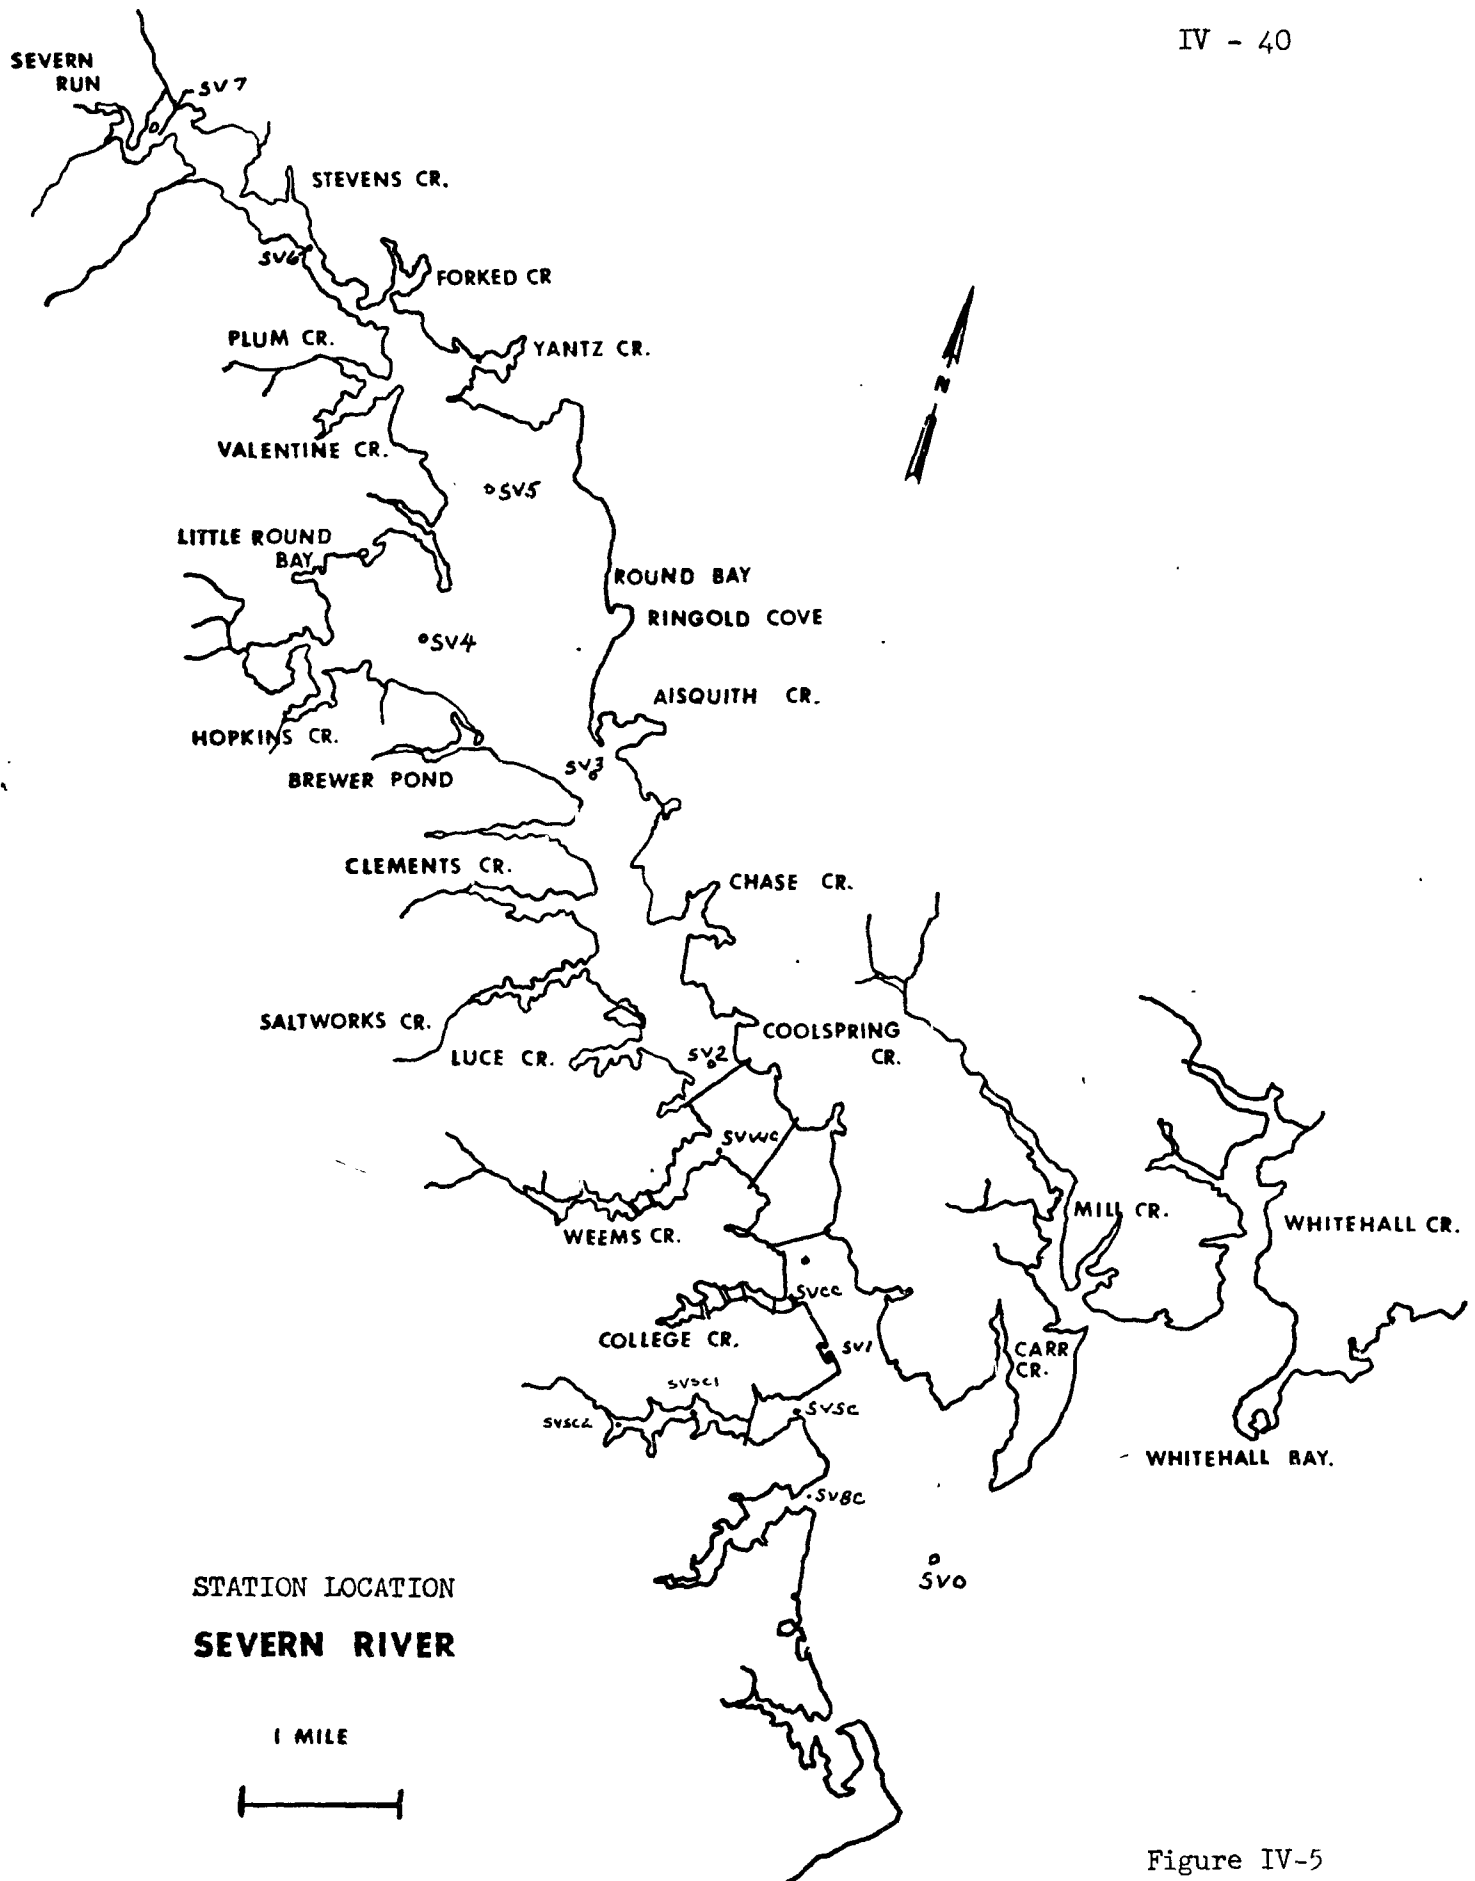 IV - 40
SEVERN
RUN
SV7
STEVENS CR.
SV6
FORKED CR
PLUM CR.
YANTZ CR.
N
VALENTINE CR.
SV5
LITTLE ROUND
BAY
ROUND BAY
RINGOLD COVE
SV4
AISQUITH CR.
HOPKINS CR.
SV3
BREWER POND
CLEMENTS CR.
CHASE CR.
SALTWORKS CR.
COOLSPRING
CR.
LUCE CR.
SV2
SVWC
MILL CR.
WHITEHALL CR.
WEEMS CR.
SVCC
COLLEGE CR.
SV1
CARR
CR.
SVSC1
SVSC2
SVSC
WHITEHALL BAY.
SVBC
SV0
STATION LOCATION
SEVERN RIVER
1 MILE
Figure IV-5